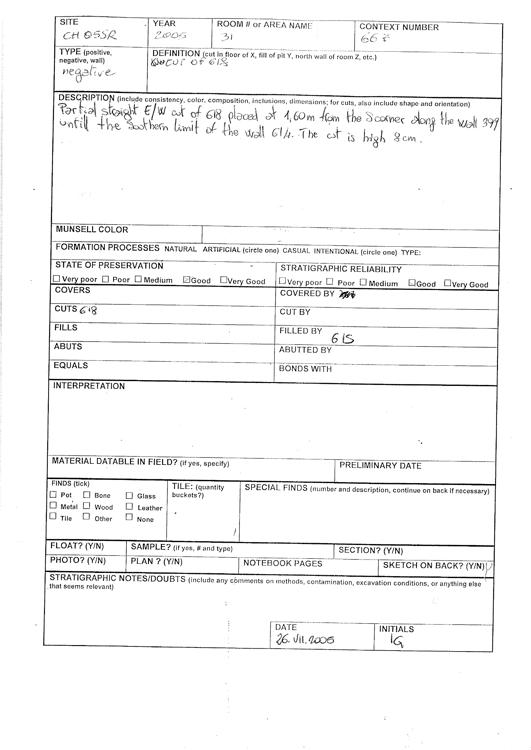 SITE YEAR ROOM # or AREA NAME CONTEXT NUMBER
CH 05SR 2005 31
TYPE (positive, negative, wall) DEFINITION (cut in floor of X, fill of pit Y, north wall of room Z, etc.)
negative cut of 618
DESCRIPTION (include consistency, color, composition, inclusions, dimensions; for cuts, also include shape and orientation)
Partial straight E/W cut of 618 placed at 1,60m from the Scorner along the wall 399
untill the Southern limit of the wall 614. The cut is high 8cm.
MUNSELL COLOR
FORMATION PROCESSES NATURAL ARTIFICIAL (circle one) CASUAL INTENTIONAL (circle one) TYPE:
STATE OF PRESERVATION STRATIGRAPHIC RELIABILITY
☐Very poor ☐ Poor ☐Medium ☑Good ☐Very Good ☐Very poor ☐ Poor ☐ Medium ☐Good ☐Very Good
COVERS COVERED BY
CUTS 618 CUT BY
FILLS FILLED BY 615
ABUTS ABUTTED BY
EQUALS BONDS WITH
INTERPRETATION
MATERIAL DATABLE IN FIELD? (if yes, specify) PRELIMINARY DATE
FINDS (tick) TILE: (quantity buckets?) SPECIAL FINDS (number and description, continue on back if necessary)
☐ Pot ☐ Bone ☐ Glass
☐ Metal ☐ Wood ☐ Leather
☐ Tile ☐ Other ☐ None
FLOAT? (Y/N) SAMPLE? (if yes, # and type) SECTION? (Y/N)
PHOTO? (Y/N) PLAN ? (Y/N) NOTEBOOK PAGES SKETCH ON BACK? (Y/N)
STRATIGRAPHIC NOTES/DOUBTS (include any comments on methods, contamination, excavation conditions, or anything else
that seems relevant)
DATE INITIALS
26.VII.2005 IG